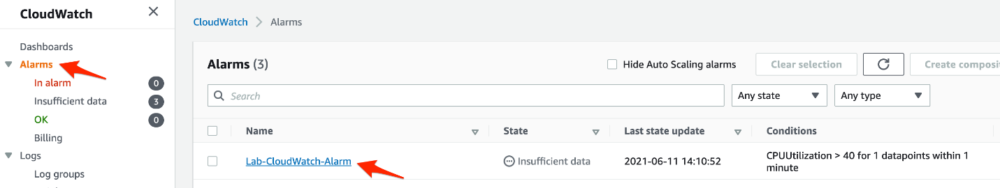 CloudWatch
Dashboards
Alarms
In alarm 0
Insufficient data 3
OK 0
Billing
Logs
Log groups
CloudWatch > Alarms
Alarms (3)
Hide Auto Scaling alarms
Clear selection
Create composit
Search
Any state
Any type
Name State Last state update Conditions
Lab-CloudWatch-Alarm Insufficient data 2021-06-11 14:10:52 CPUUtilization > 40 for 1 datapoints within 1
minute